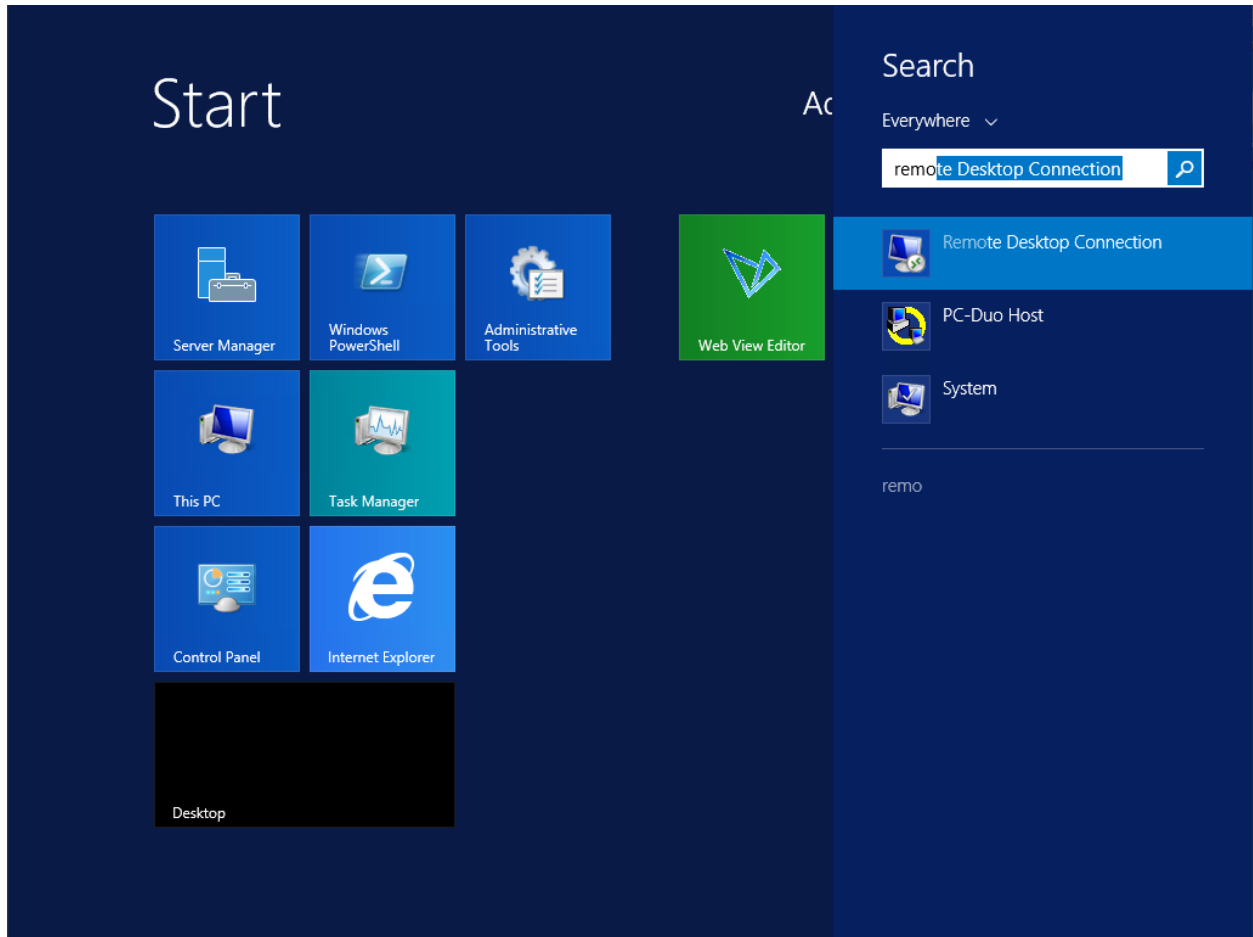 Start
Ac
Server Manager
Windows
PowerShell
Administrative
Tools
Web View Editor
This PC
Task Manager
Control Panel
Internet Explorer
Desktop
Search
Everywhere
remote Desktop Connection
Remote Desktop Connection
PC-Duo Host
System
remo